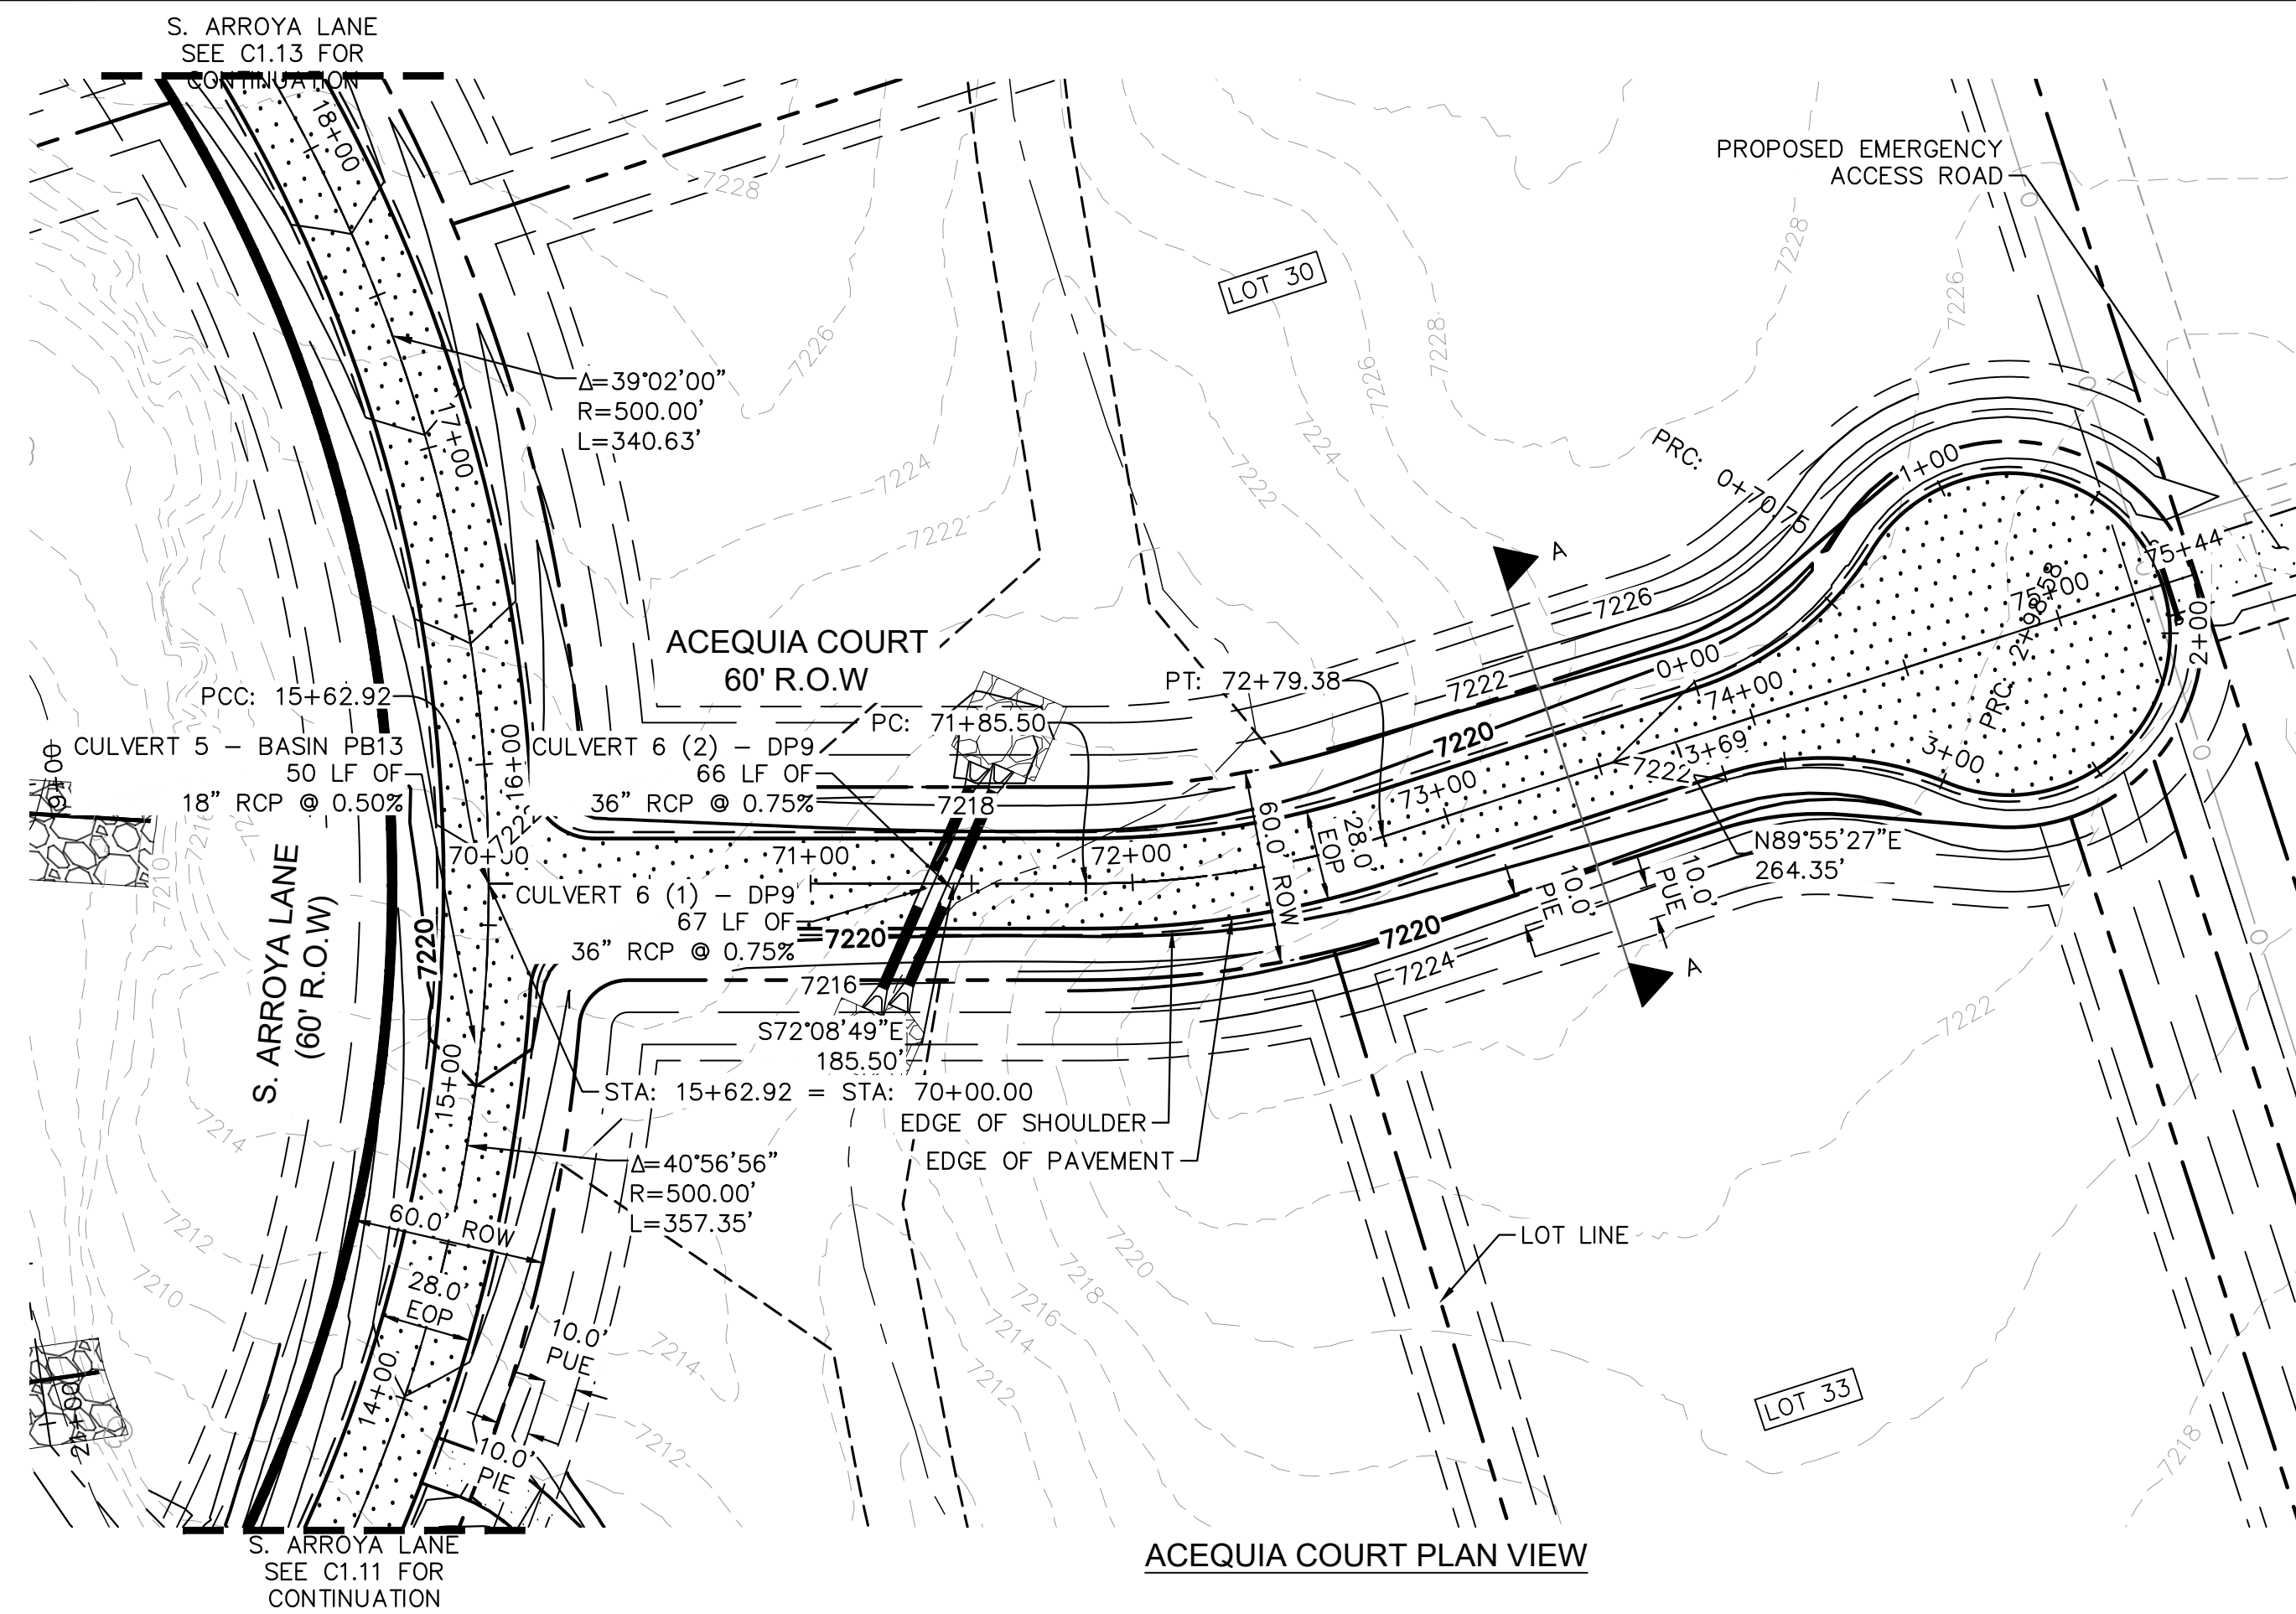 S. ARROYA LANE
SEE C1.13 FOR
CONTINUATION
18+00
7228
PROPOSED EMERGENCY
ACCESS ROAD
7228
LOT 30
7226
7226
7228
7226
Δ=39°02'00"
R=500.00'
L=340.63'
17+00
7224
7224
7222
7222
PRC: 0+70.75
1+00
A
75+44
75+00
PRC: 2+98.58
2+00
7226
ACEQUIA COURT
60' R.O.W
0+00
PT: 72+79.38
7222
74+00
PCC: 15+62.92
PC: 71+85.50
16+00
CULVERT 5 – BASIN PB13
50 LF OF
18" RCP @ 0.50%
CULVERT 6 (2) – DP9
66 LF OF
36" RCP @ 0.75%
7220
3+69
3+00
7222
73+00
7218
60.0' ROW
28.0'
EOP
7210
70+00
71+00
72+00
N89°55'27"E
264.35'
10.0'
PIE
10.0'
PUE
CULVERT 6 (1) – DP9
67 LF OF
36" RCP @ 0.75%
7220
7220
7220
7224
A
S. ARROYA LANE
(60' R.O.W)
7216
7222
S72°08'49"E
185.50'
15+00
STA: 15+62.92 = STA: 70+00.00
EDGE OF SHOULDER
EDGE OF PAVEMENT
7214
Δ=40°56'56"
R=500.00'
L=357.35'
60.0' ROW
7212
LOT LINE
7220
7218
7216
7214
7210
28.0'
EOP
10.0'
PUE
7214
7212
14+00
LOT 33
7212
7218
10.0'
PIE
S. ARROYA LANE
SEE C1.11 FOR
CONTINUATION
ACEQUIA COURT PLAN VIEW